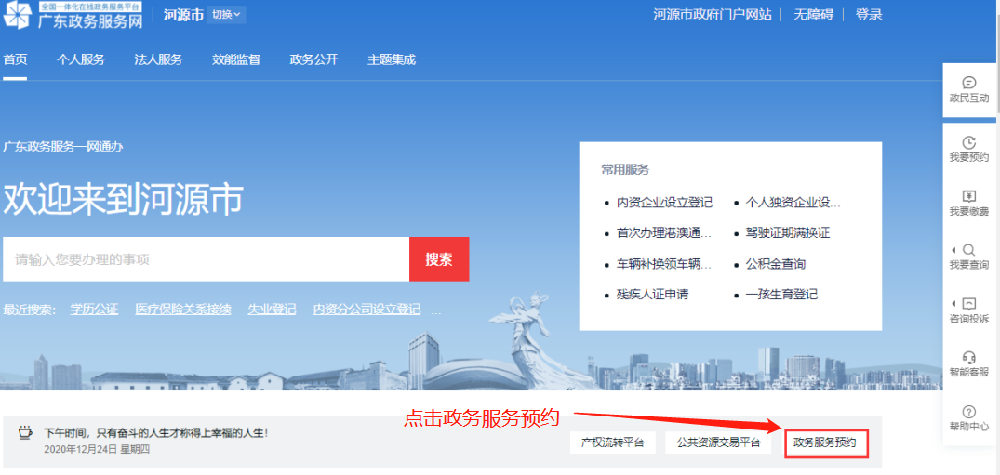 全国一体化在线政务服务平台
广东政务服务网
河源市 切换
河源市政府门户网站 无障碍 登录
首页 个人服务 法人服务 效能监督 政务公开 主题集成
广东政务服务一网通办
欢迎来到河源市
请输入您要办理的事项 搜索
最近搜索: 学历公证 医疗保险关系接续 失业登记 内资分公司设立登记 ...
常用服务
内资企业设立登记 个人独资企业设...
首次办理港澳通... 驾驶证期满换证
车辆补换领车辆... 公积金查询
残疾人证申请 一孩生育登记
政民互动
我要预约
我要缴费
我要查询
咨询投诉
智能客服
帮助中心
点击政务服务预约
下午时间，只有奋斗的人生才称得上幸福的人生！
2020年12月24日 星期四
产权流转平台 公共资源交易平台 政务服务预约